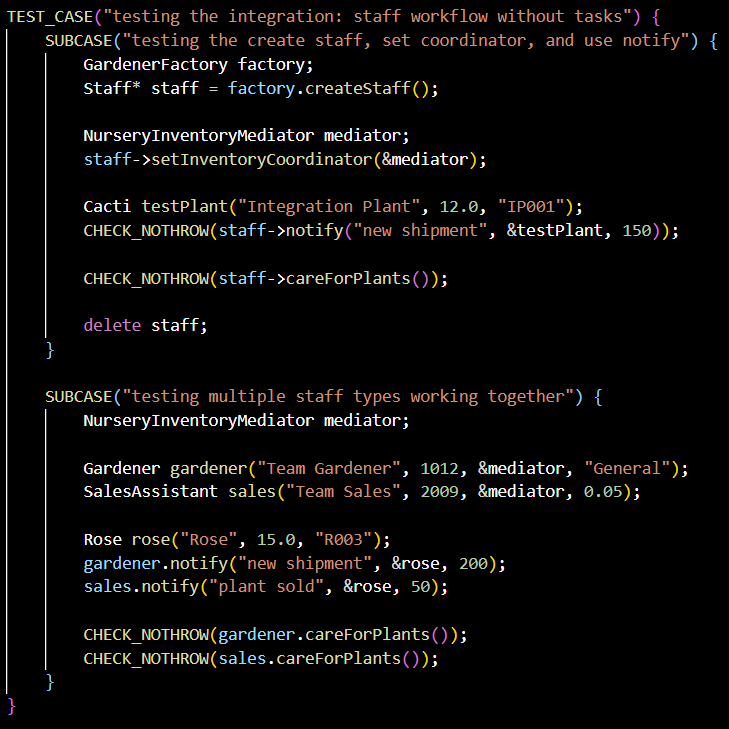 TEST_CASE("testing the integration: staff workflow without tasks") {
    SUBCASE("testing the create staff, set coordinator, and use notify") {
        GardenerFactory factory;
        Staff* staff = factory.createStaff();

        NurseryInventoryMediator mediator;
        staff->setInventoryCoordinator(&mediator);

        Cacti testPlant("Integration Plant", 12.0, "IP001");
        CHECK_NOTHROW(staff->notify("new shipment", &testPlant, 150));

        CHECK_NOTHROW(staff->careForPlants());

        delete staff;
    }

    SUBCASE("testing multiple staff types working together") {
        NurseryInventoryMediator mediator;

        Gardener gardener("Team Gardener", 1012, &mediator, "General");
        SalesAssistant sales("Team Sales", 2009, &mediator, 0.05);

        Rose rose("Rose", 15.0, "R003");
        gardener.notify("new shipment", &rose, 200);
        sales.notify("plant sold", &rose, 50);

        CHECK_NOTHROW(gardener.careForPlants());
        CHECK_NOTHROW(sales.careForPlants());
    }
}